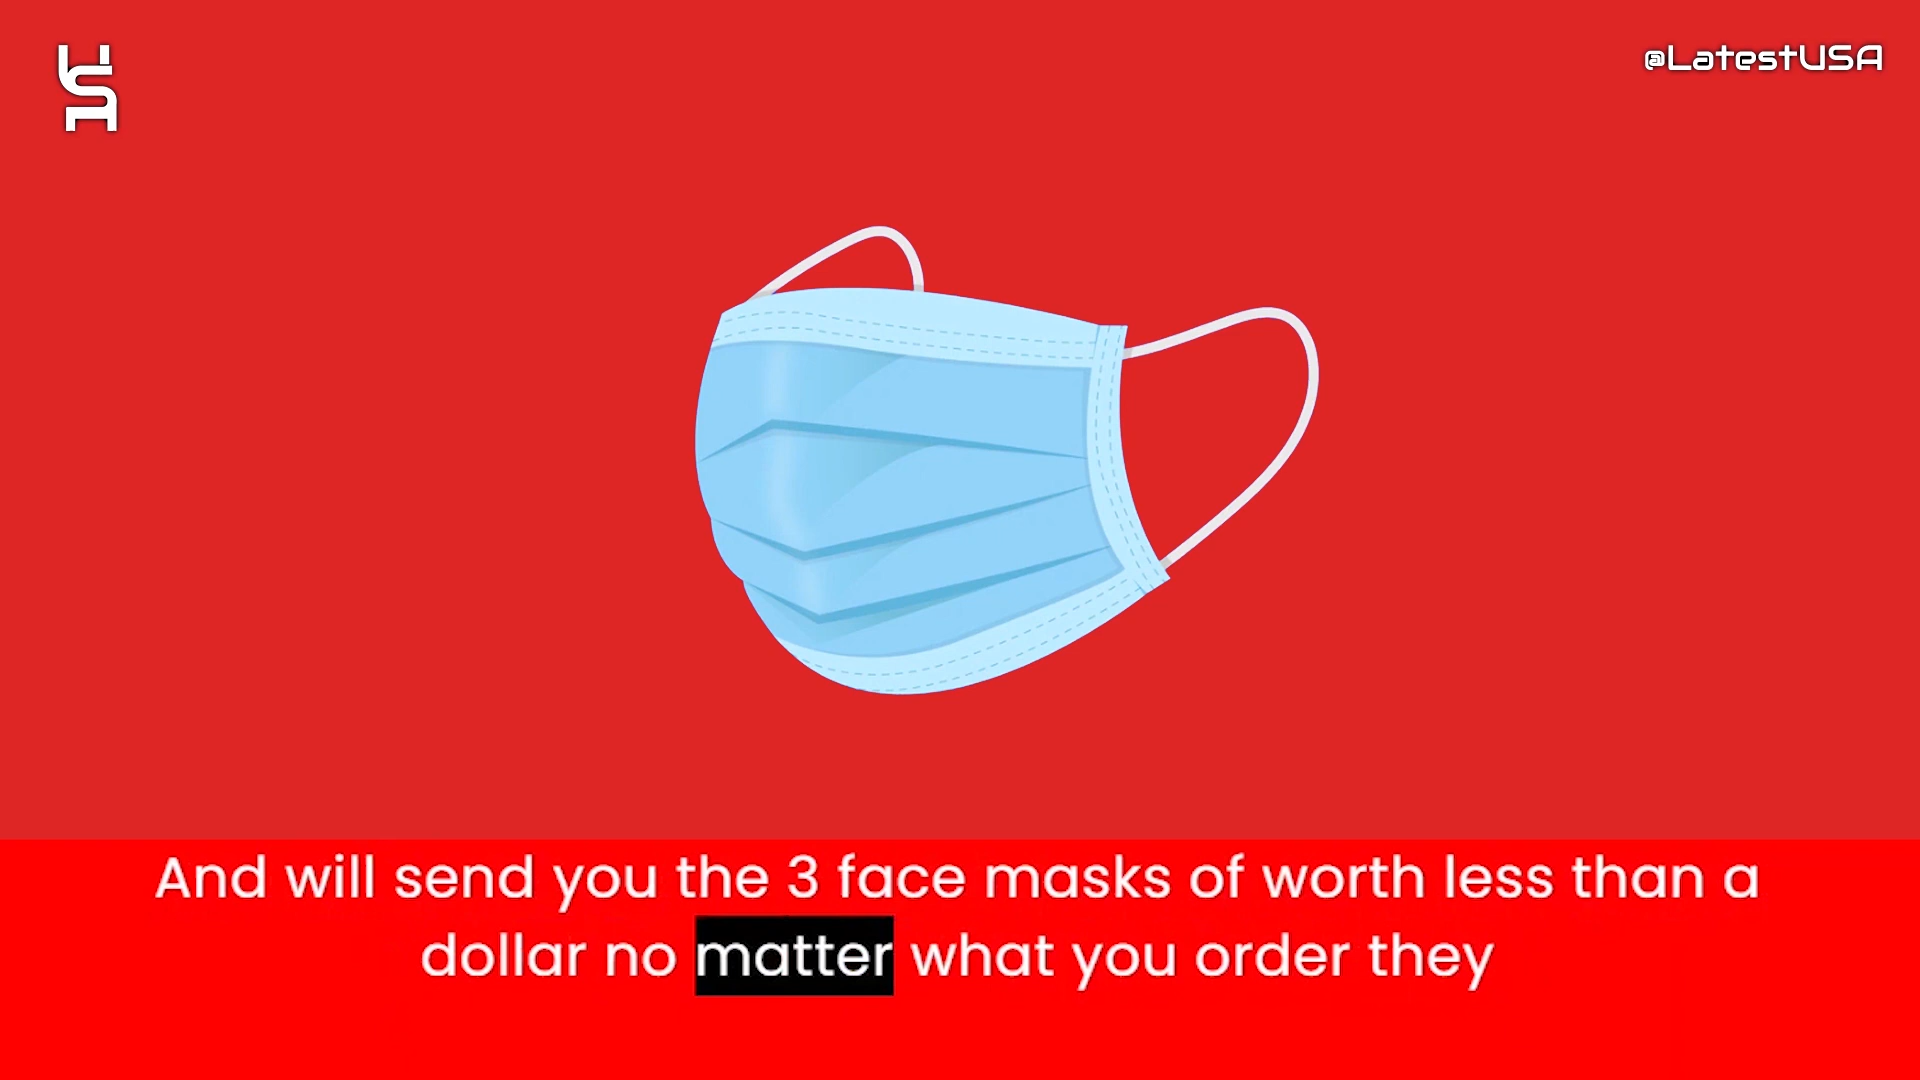 USA
@LatestUSA
And will send you the 3 face masks of worth less than a
dollar no matter what you order they